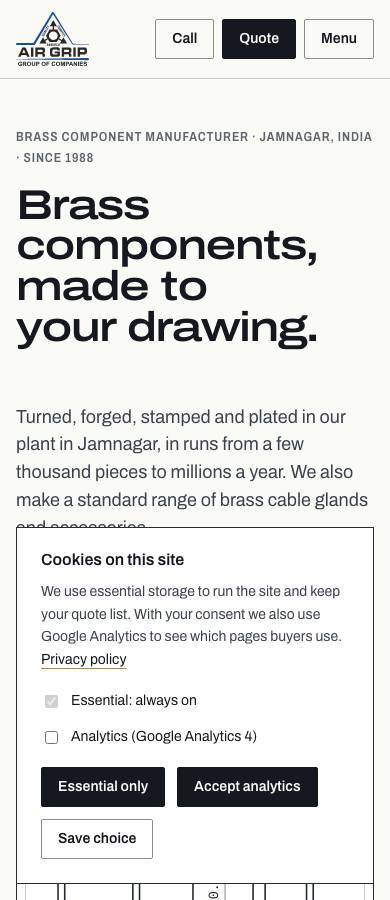 AIR GRIP
GROUP OF COMPANIES
Call
Quote
Menu
BRASS COMPONENT MANUFACTURER · JAMNAGAR, INDIA
· SINCE 1988
Brass
components,
made to
your drawing.
Turned, forged, stamped and plated in our
plant in Jamnagar, in runs from a few
thousand pieces to millions a year. We also
make a standard range of brass cable glands
and accessories.
Cookies on this site
We use essential storage to run the site and keep
your quote list. With your consent we also use
Google Analytics to see which pages buyers use.
Privacy policy
Essential: always on
Analytics (Google Analytics 4)
Essential only
Accept analytics
Save choice